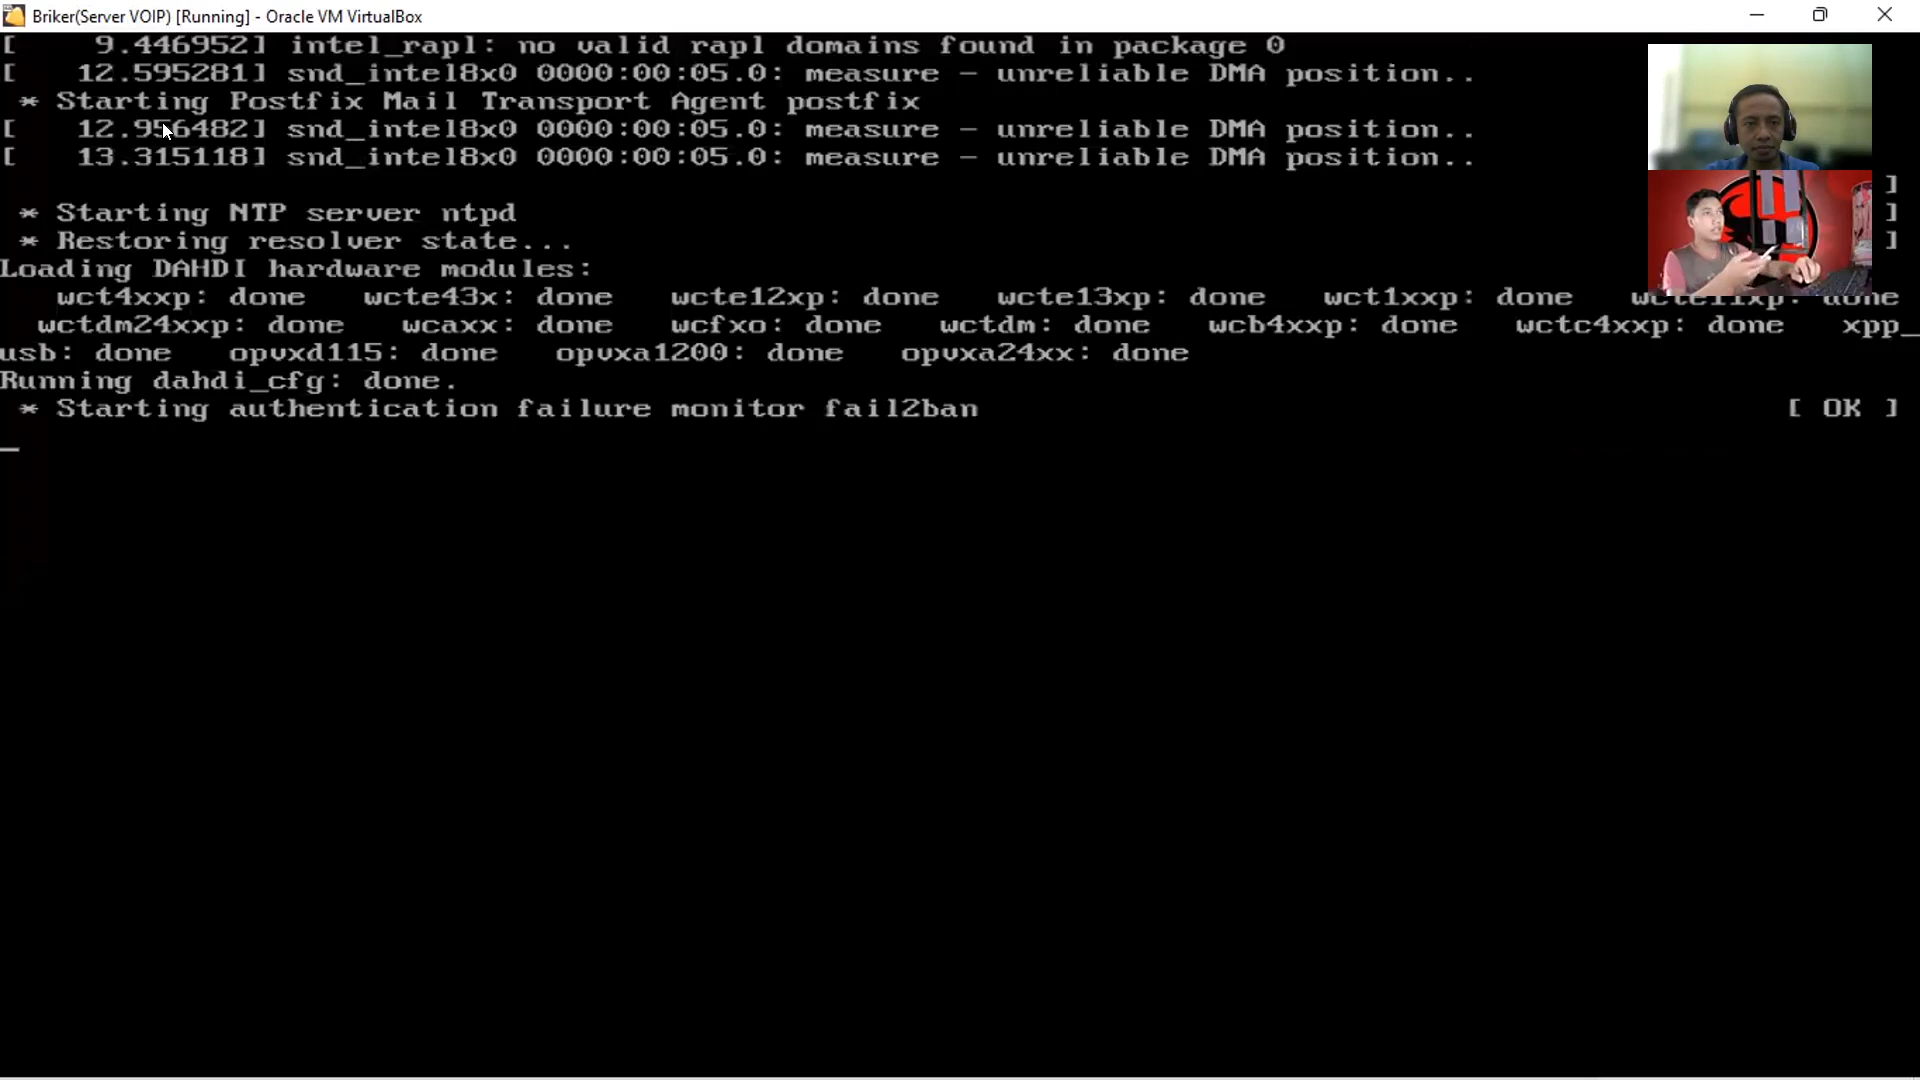 Briker(Server VOIP) [Running] - Oracle VM VirtualBox
[    9.446952] intel_rapl: no valid rapl domains found in package 0
[   12.595281] snd_intel8x0 0000:00:05.0: measure - unreliable DMA position..
 * Starting Postfix Mail Transport Agent postfix
[   12.956482] snd_intel8x0 0000:00:05.0: measure - unreliable DMA position..
[   13.315118] snd_intel8x0 0000:00:05.0: measure - unreliable DMA position..
]
 * Starting NTP server ntpd ]
 * Restoring resolver state... ]
Loading DAHDI hardware modules:
   wct4xxp: done   wcte43x: done   wcte12xp: done   wcte13xp: done   wct1xxp: done   wcte11xp: done
  wctdm24xxp: done   wcaxx: done   wcfxo: done   wctdm: done   wcb4xxp: done   wctc4xxp: done   xpp_
usb: done   opvxd115: done   opvxa1200: done   opvxa24xx: done
Running dahdi_cfg: done.
 * Starting authentication failure monitor fail2ban [ OK ]